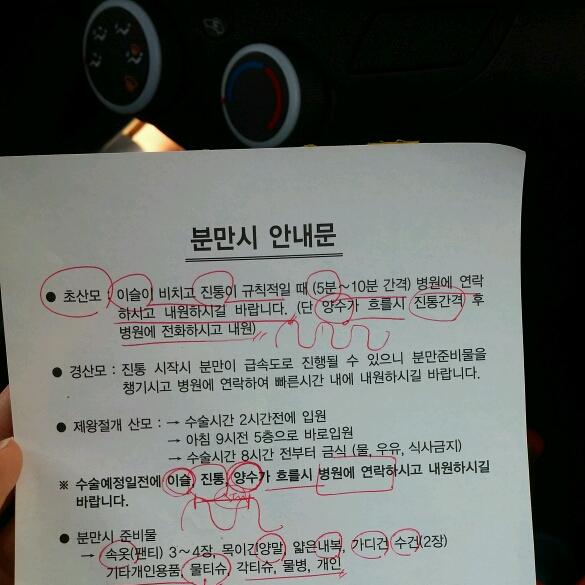 분만시 안내문
● 초산모 : 이슬이 비치고 진통이 규칙적일 때 (5분~10분 간격) 병원에 연락
하시고 내원하시길 바랍니다. (단 양수가 흐를시 진통간격 후
병원에 전화하시고 내원)
● 경산모 : 진통 시작시 분만이 급속도로 진행될 수 있으니 분만준비물을
챙기시고 병원에 연락하여 빠른시간 내에 내원하시길 바랍니다.
● 제왕절개 산모 : → 수술시간 2시간전에 입원
→ 아침 9시전 5층으로 바로입원
→ 수술시간 8시간 전부터 금식 (물, 우유, 식사금지)
※ 수술예정일전에 이슬, 진통, 양수가 흐를시 병원에 연락하시고 내원하시길
바랍니다.
● 분만시 준비물
→ 속옷(팬티) 3~4장, 목이긴양말, 얇은내복, 가디건 수건(2장)
기타개인용품, 물티슈, 각티슈, 물병, 개인